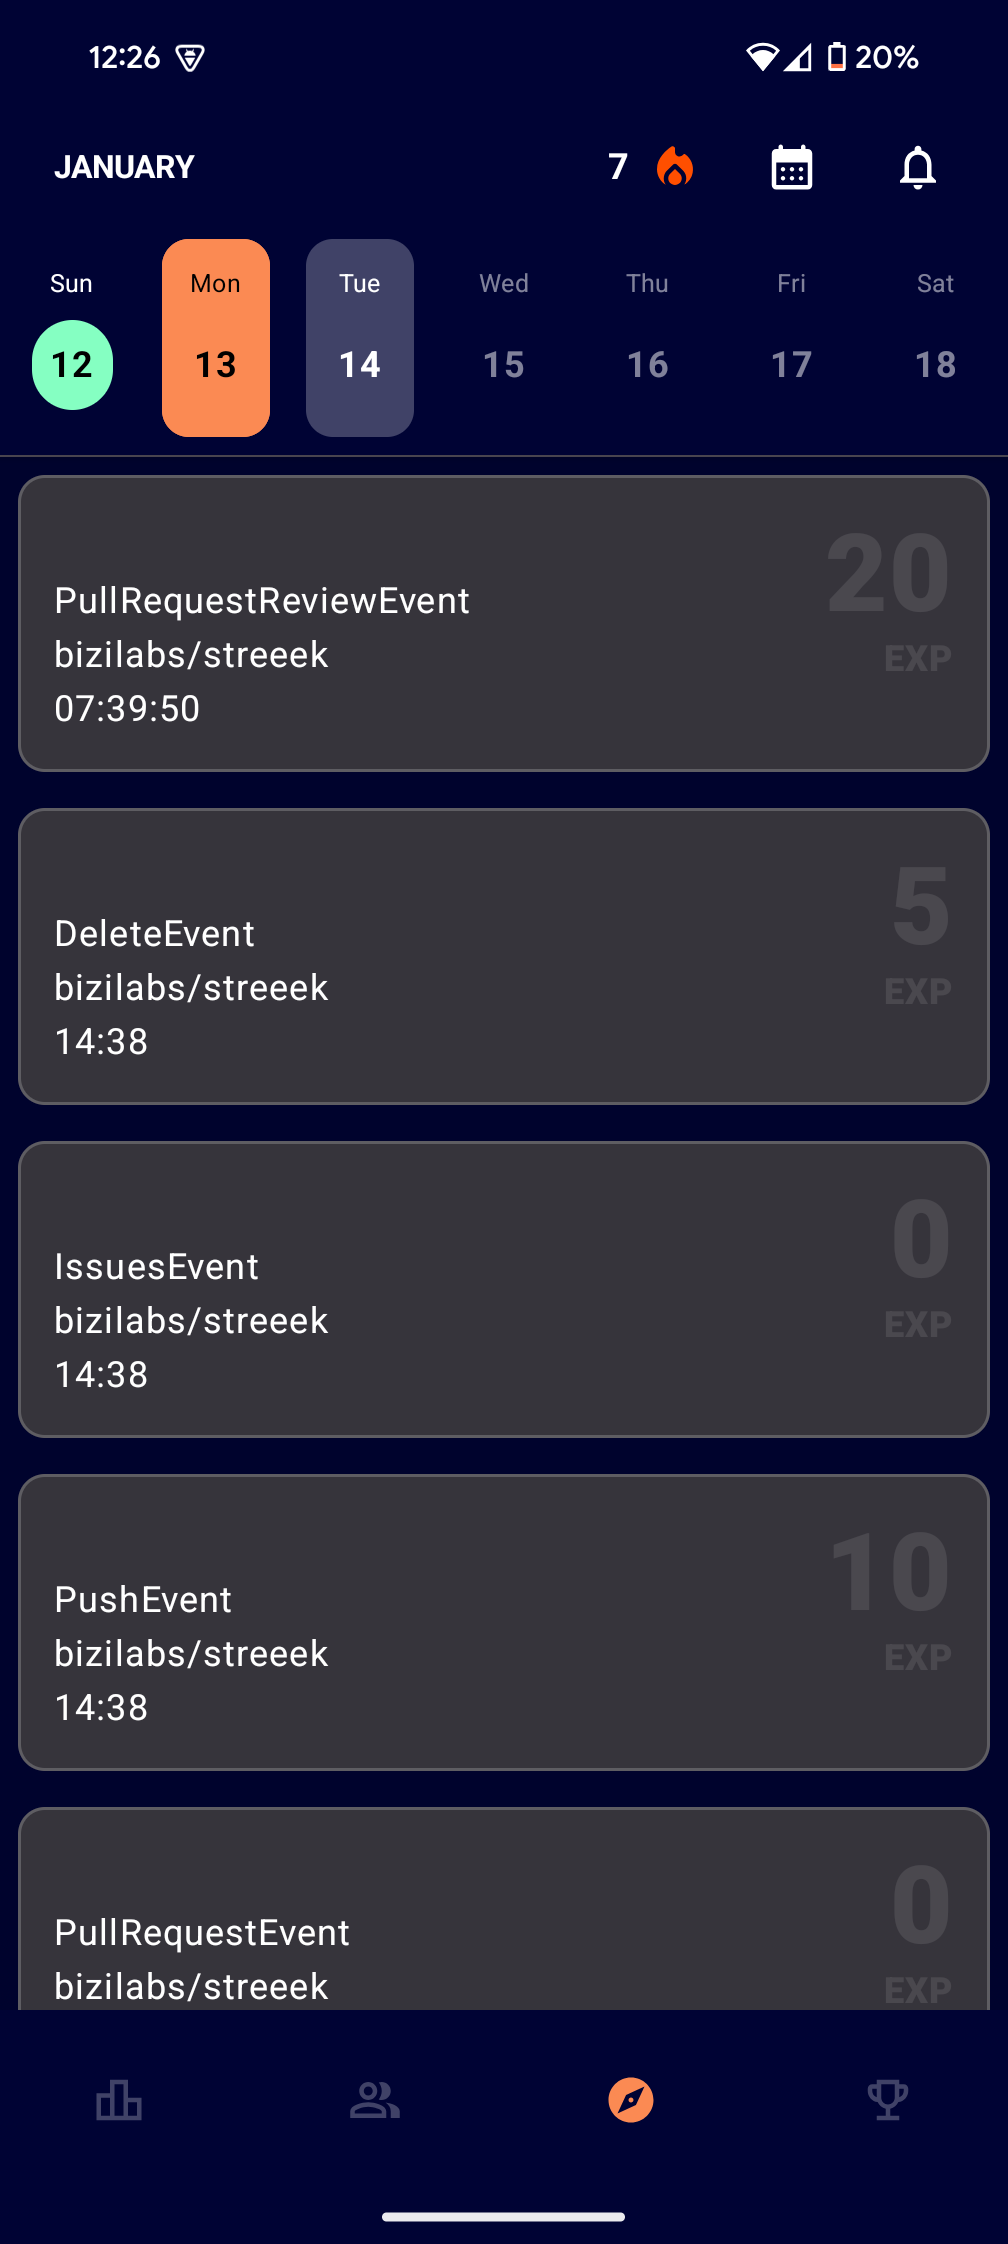 12:26 20%
JANUARY 7
Sun Mon Tue Wed Thu Fri Sat
12 13 14 15 16 17 18
20
EXP
PullRequestReviewEvent
bizilabs/streeek
07:39:50
5
EXP
DeleteEvent
bizilabs/streeek
14:38
0
EXP
IssuesEvent
bizilabs/streeek
14:38
10
EXP
PushEvent
bizilabs/streeek
14:38
0
EXP
PullRequestEvent
bizilabs/streeek